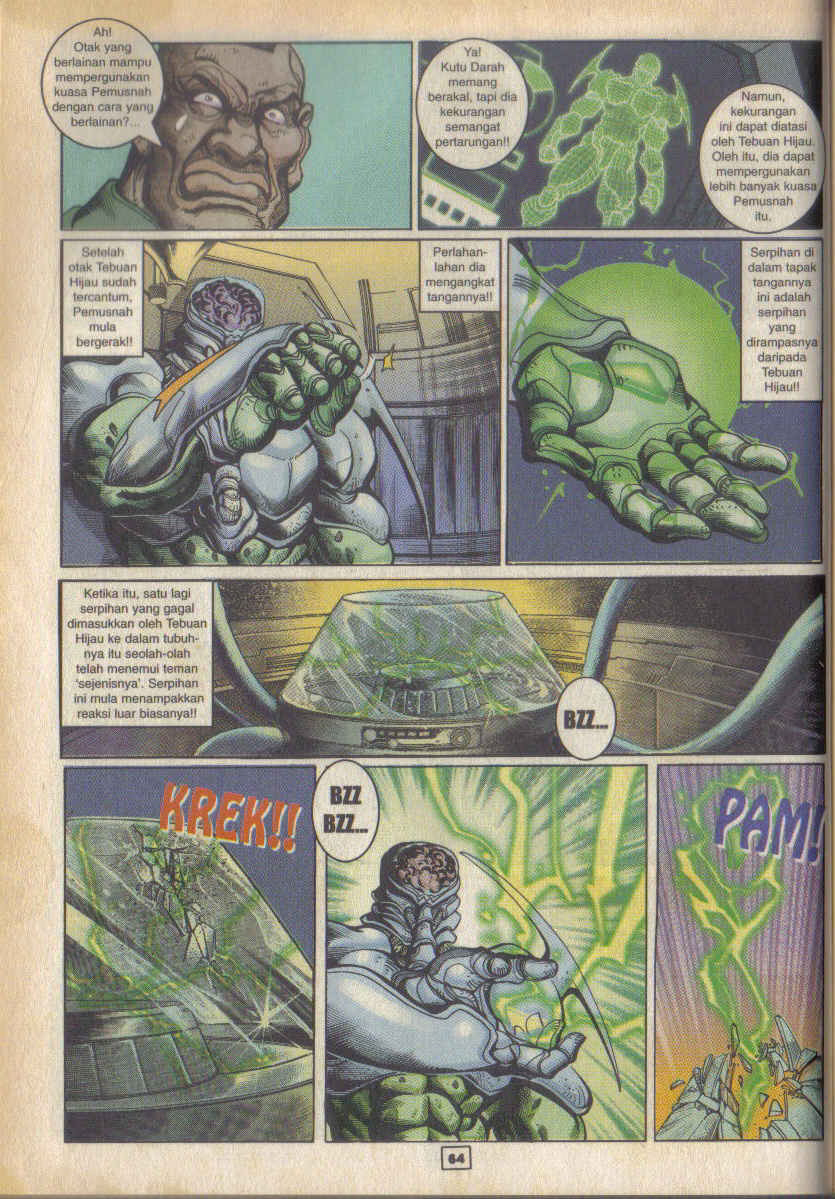 Ah!
Otak yang
berlainan mampu
mempergunakan
kuasa Pemusnah
dengan cara yang
berlainan?...
Ya!
Kutu Darah
memang
berakal, tapi dia
kekurangan
semangat
pertarungan!!
Namun,
kekurangan
ini dapat diatasi
oleh Tebuan Hijau.
Oleh itu, dia dapat
mempergunakan
lebih banyak kuasa
Pemusnah
itu.
Setelah
otak Tebuan
Hijau sudah
tercantum,
Pemusnah
mula
bergerak!!
Perlahan-
lahan dia
mengangkat
tangannya!!
Serpihan di
dalam tapak
tangannya
ini adalah
serpihan
yang
dirampasnya
daripada
Tebuan
Hijau!!
Ketika itu, satu lagi
serpihan yang gagal
dimasukkan oleh Tebuan
Hijau ke dalam tubuh-
nya itu seolah-olah
telah menemui teman
‘sejenisnya’. Serpihan
ini mula menampakkan
reaksi luar biasanya!!
BZZ...
KREK!!
BZZ
BZZ...
PAM!
64